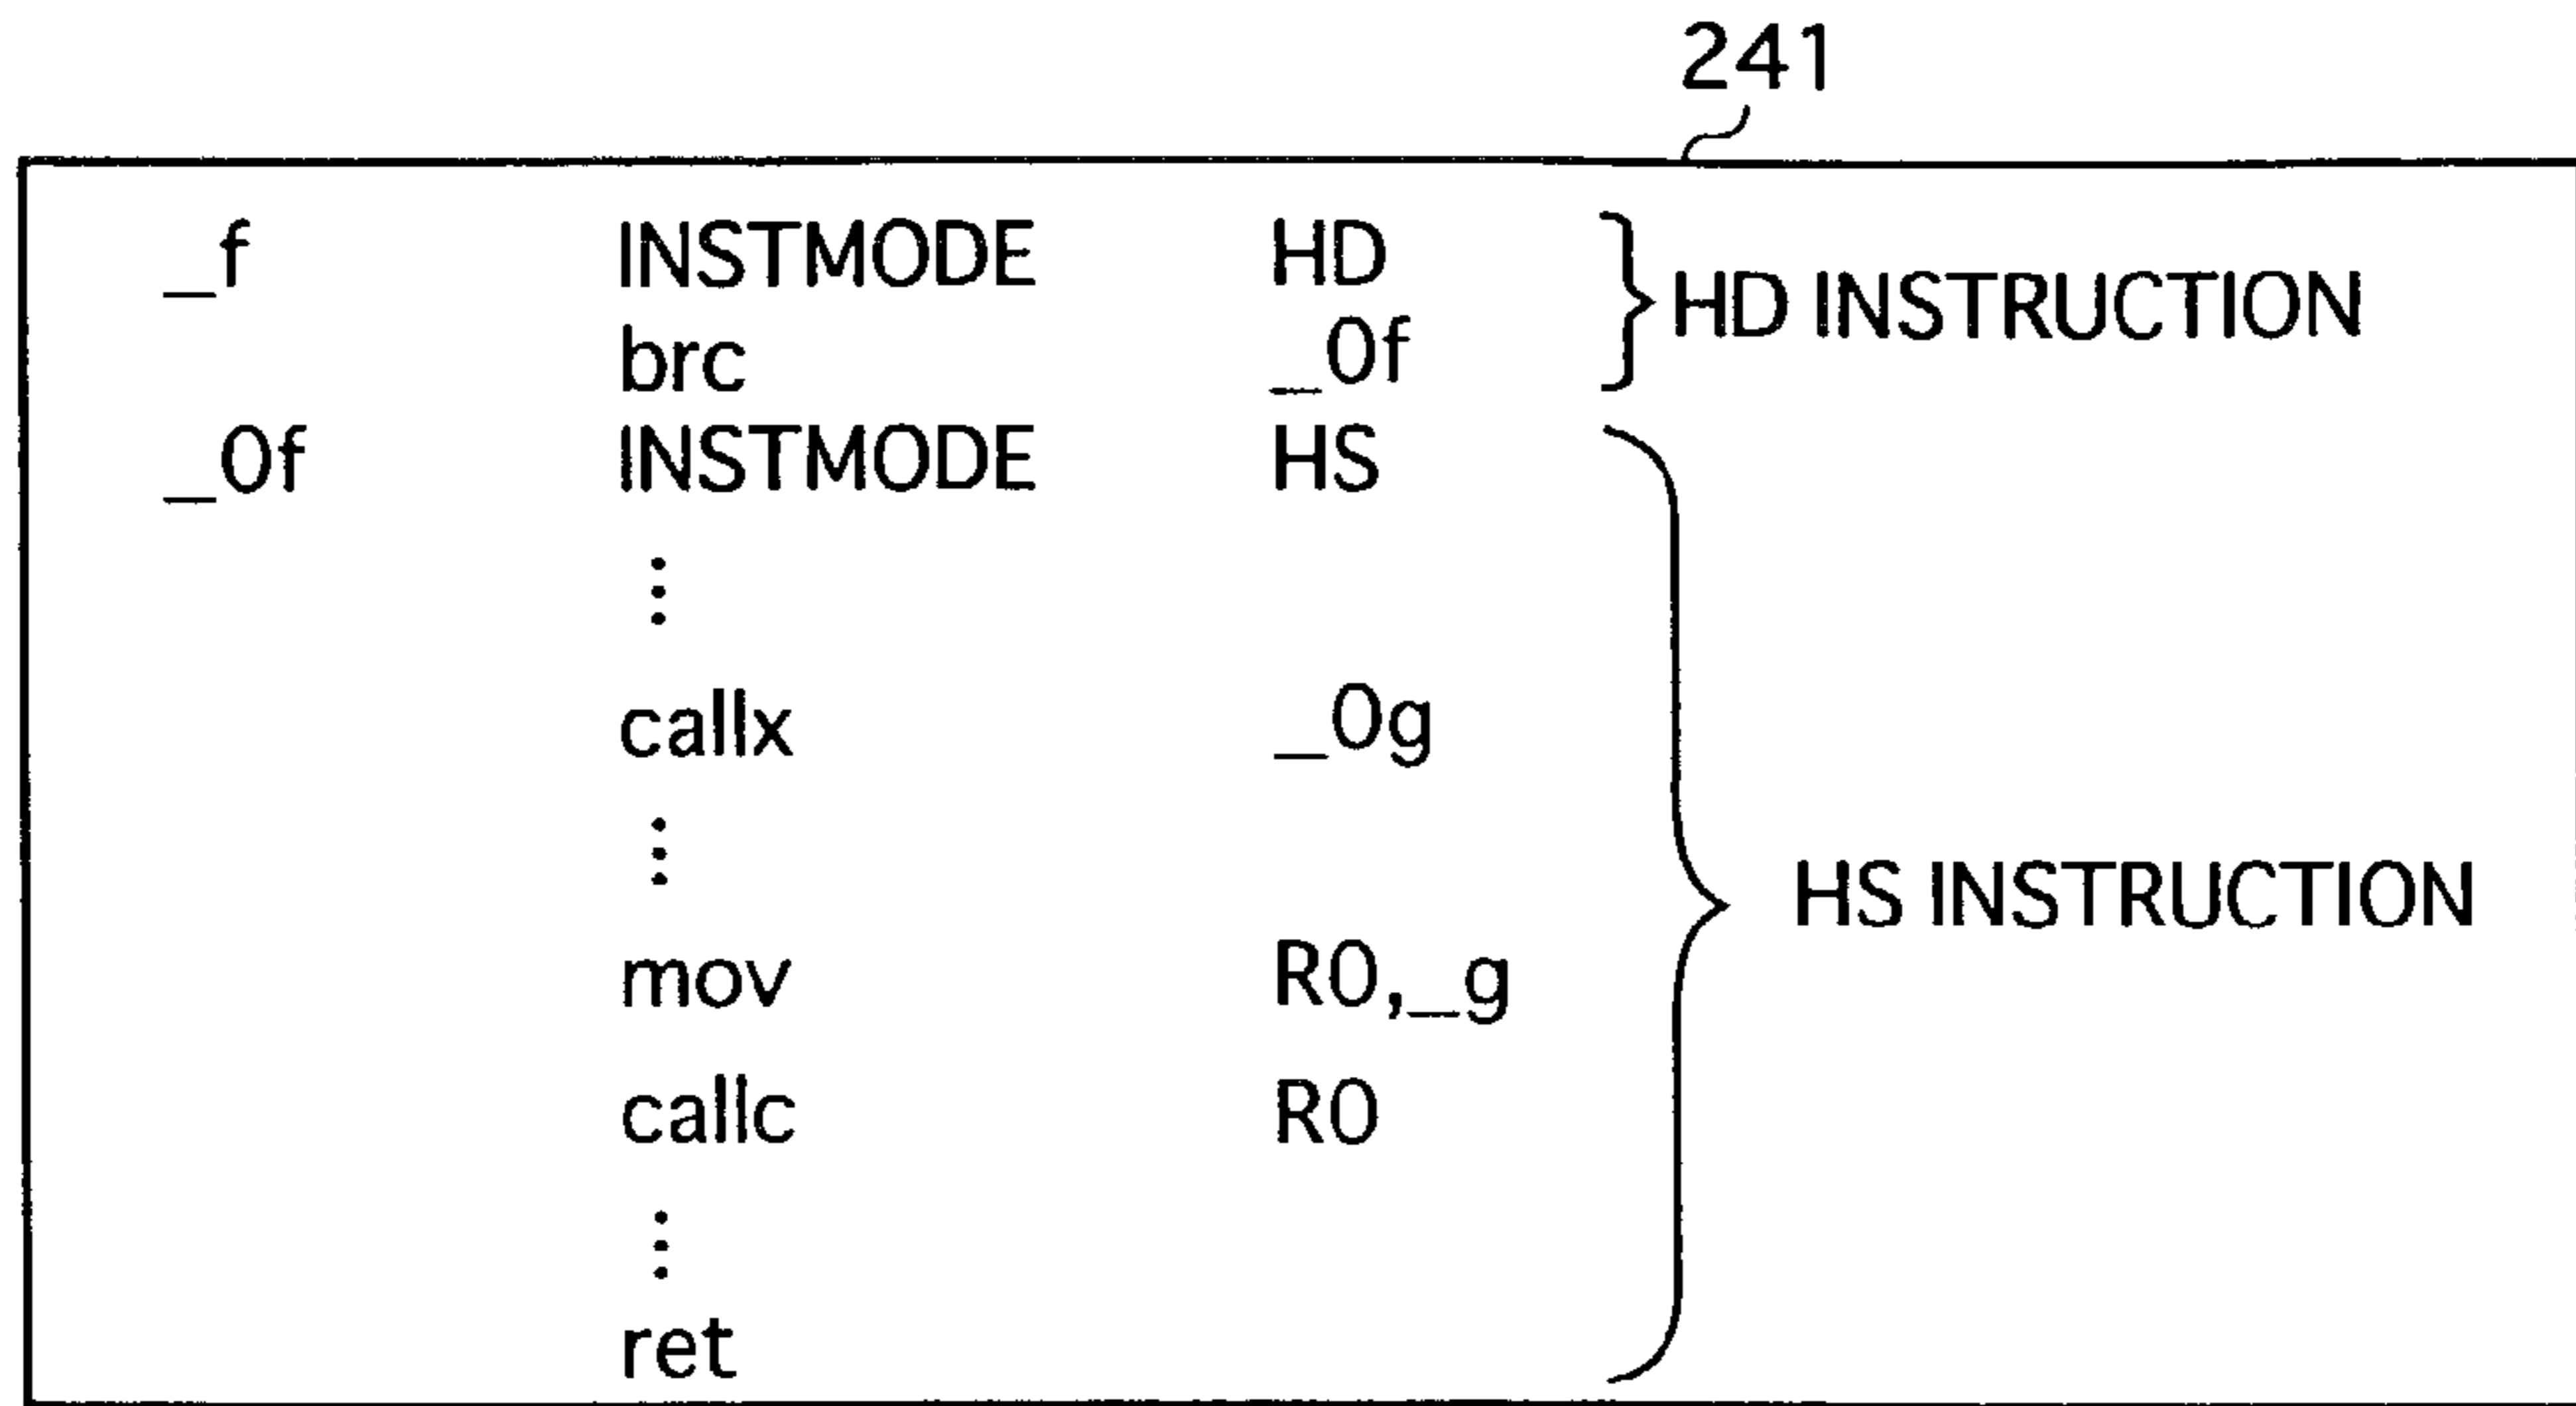 241
_f INSTMODE HD
HD INSTRUCTION
brc _0f
_0f INSTMODE HS
⋮
callx _0g
⋮
HS INSTRUCTION
mov R0,_g
callc R0
⋮
ret